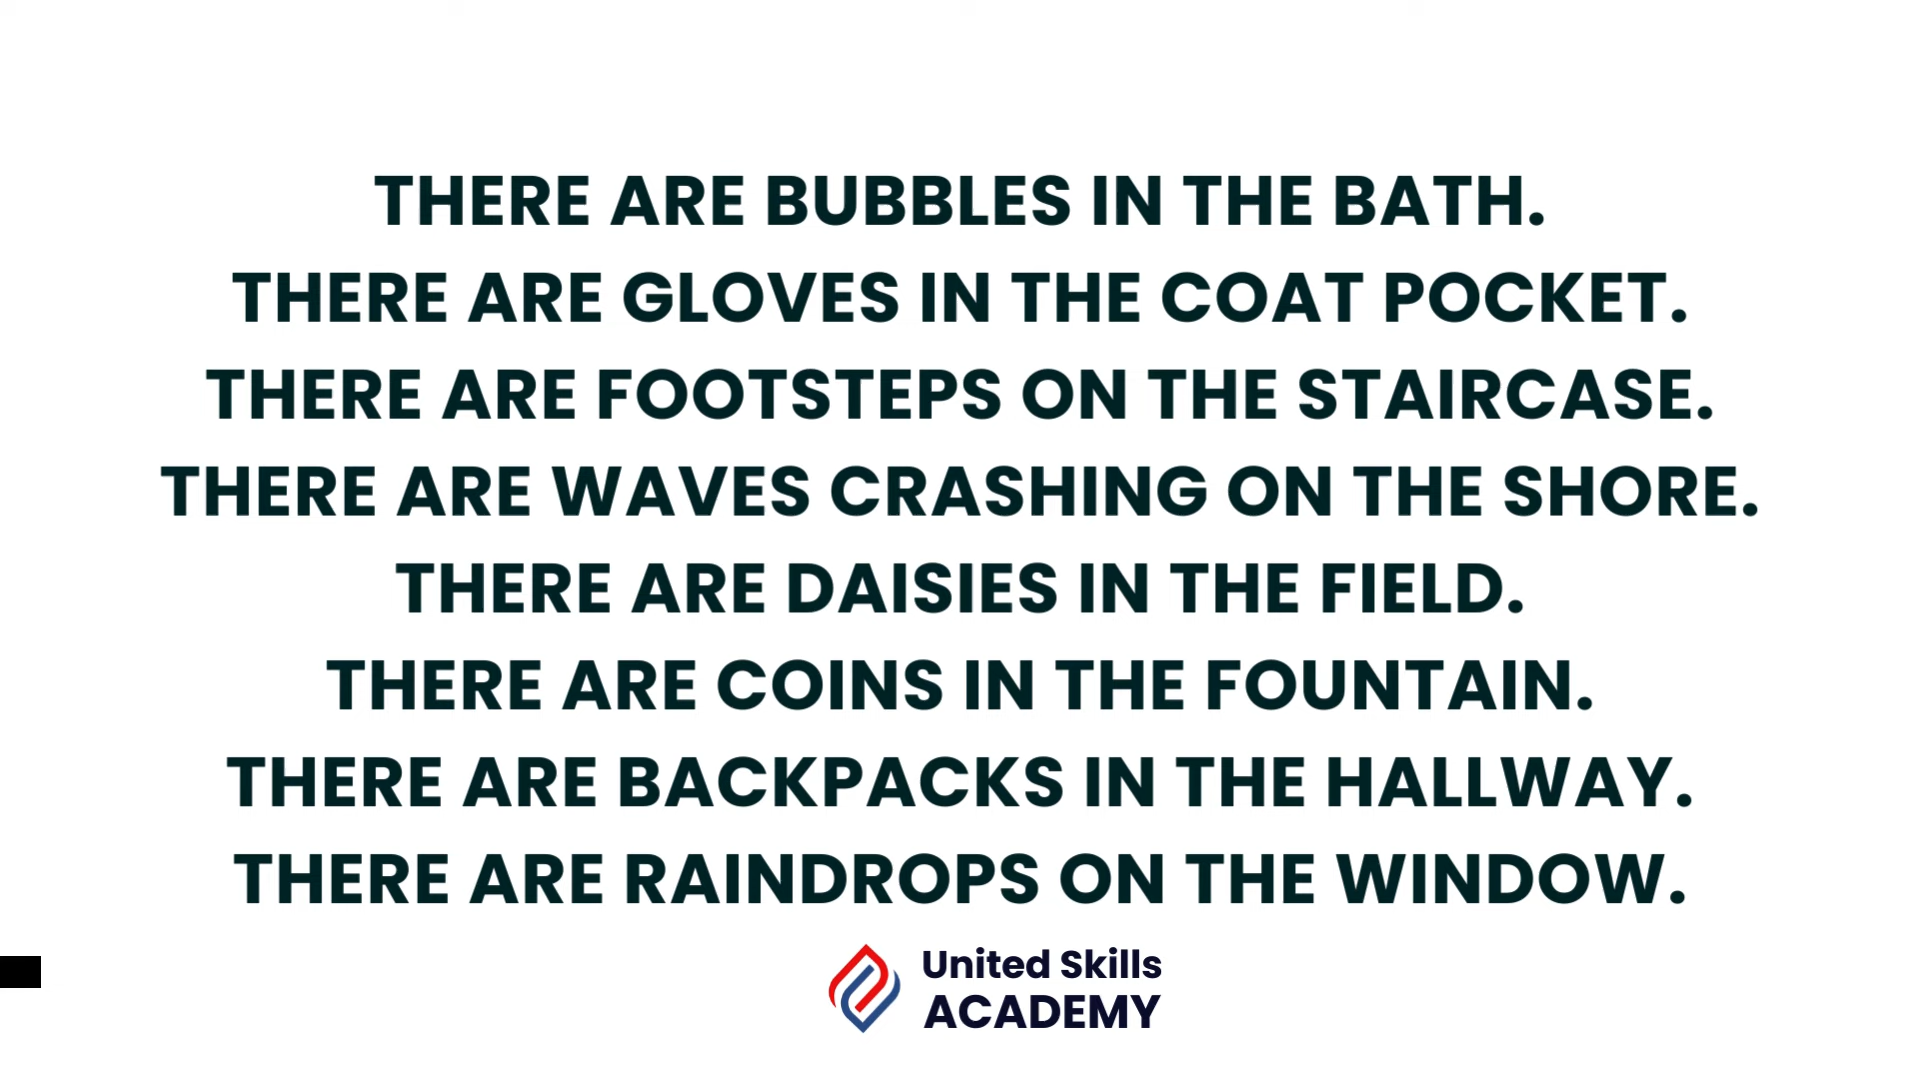 THERE ARE BUBBLES IN THE BATH.
THERE ARE GLOVES IN THE COAT POCKET.
THERE ARE FOOTSTEPS ON THE STAIRCASE.
THERE ARE WAVES CRASHING ON THE SHORE.
THERE ARE DAISIES IN THE FIELD.
THERE ARE COINS IN THE FOUNTAIN.
THERE ARE BACKPACKS IN THE HALLWAY.
THERE ARE RAINDROPS ON THE WINDOW.
United Skills
ACADEMY